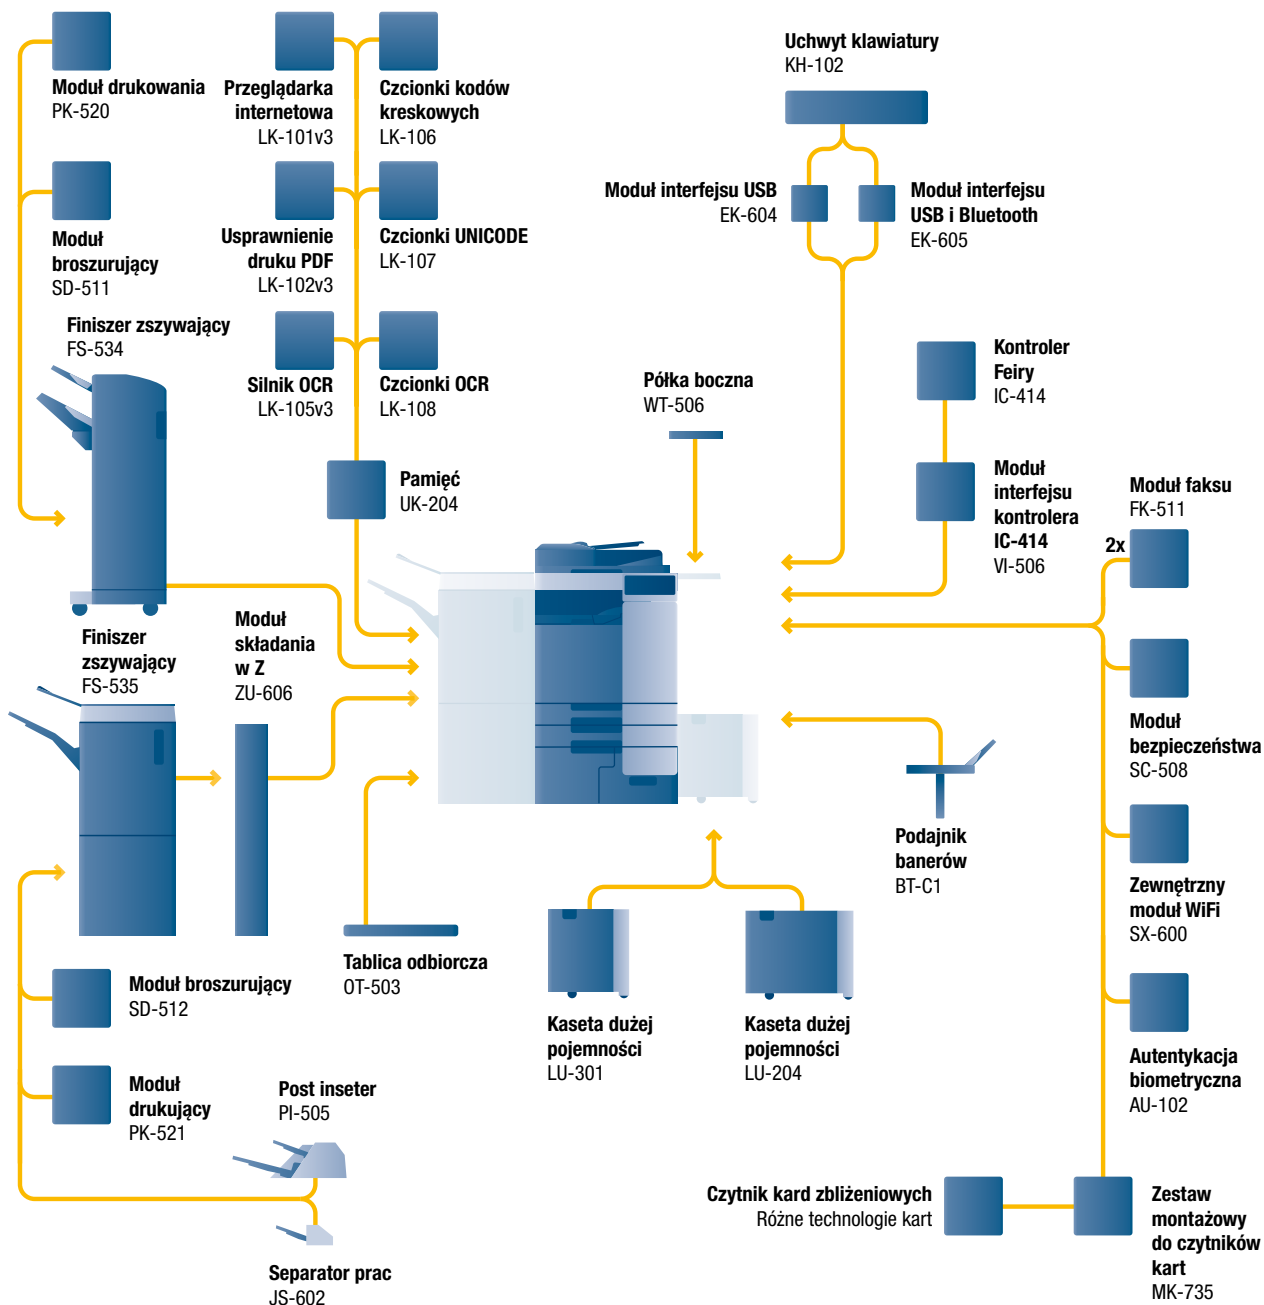 Moduł drukowania
PK-520
Przeglądarka
internetowa
LK-101v3
Czcionki kodów
kreskowych
LK-106
Uchwyt klawiatury
KH-102
Moduł
broszurujący
SD-511
Usprawnienie
druku PDF
LK-102v3
Czcionki UNICODE
LK-107
Moduł interfejsu USB
EK-604
Moduł interfejsu
USB i Bluetooth
EK-605
Finiszer zszywający
FS-534
Silnik OCR
LK-105v3
Czcionki OCR
LK-108
Półka boczna
WT-506
Kontroler
Feiry
IC-414
Pamięć
UK-204
Moduł
interfejsu
kontrolera
IC-414
VI-506
Moduł faksu
FK-511
2x
Finiszer
zszywający
FS-535
Moduł
składania
w Z
ZU-606
Moduł
bezpieczeństwa
SC-508
Podajnik
banerów
BT-C1
Zewnętrzny
moduł WiFi
SX-600
Tablica odbiorcza
OT-503
Moduł broszurujący
SD-512
Kaseta dużej
pojemności
LU-301
Kaseta dużej
pojemności
LU-204
Autentykacja
biometryczna
AU-102
Moduł
drukujący
PK-521
Post inseter
PI-505
Czytnik kard zbliżeniowych
Różne technologie kart
Zestaw
montażowy
do czytników
kart
MK-735
Separator prac
JS-602